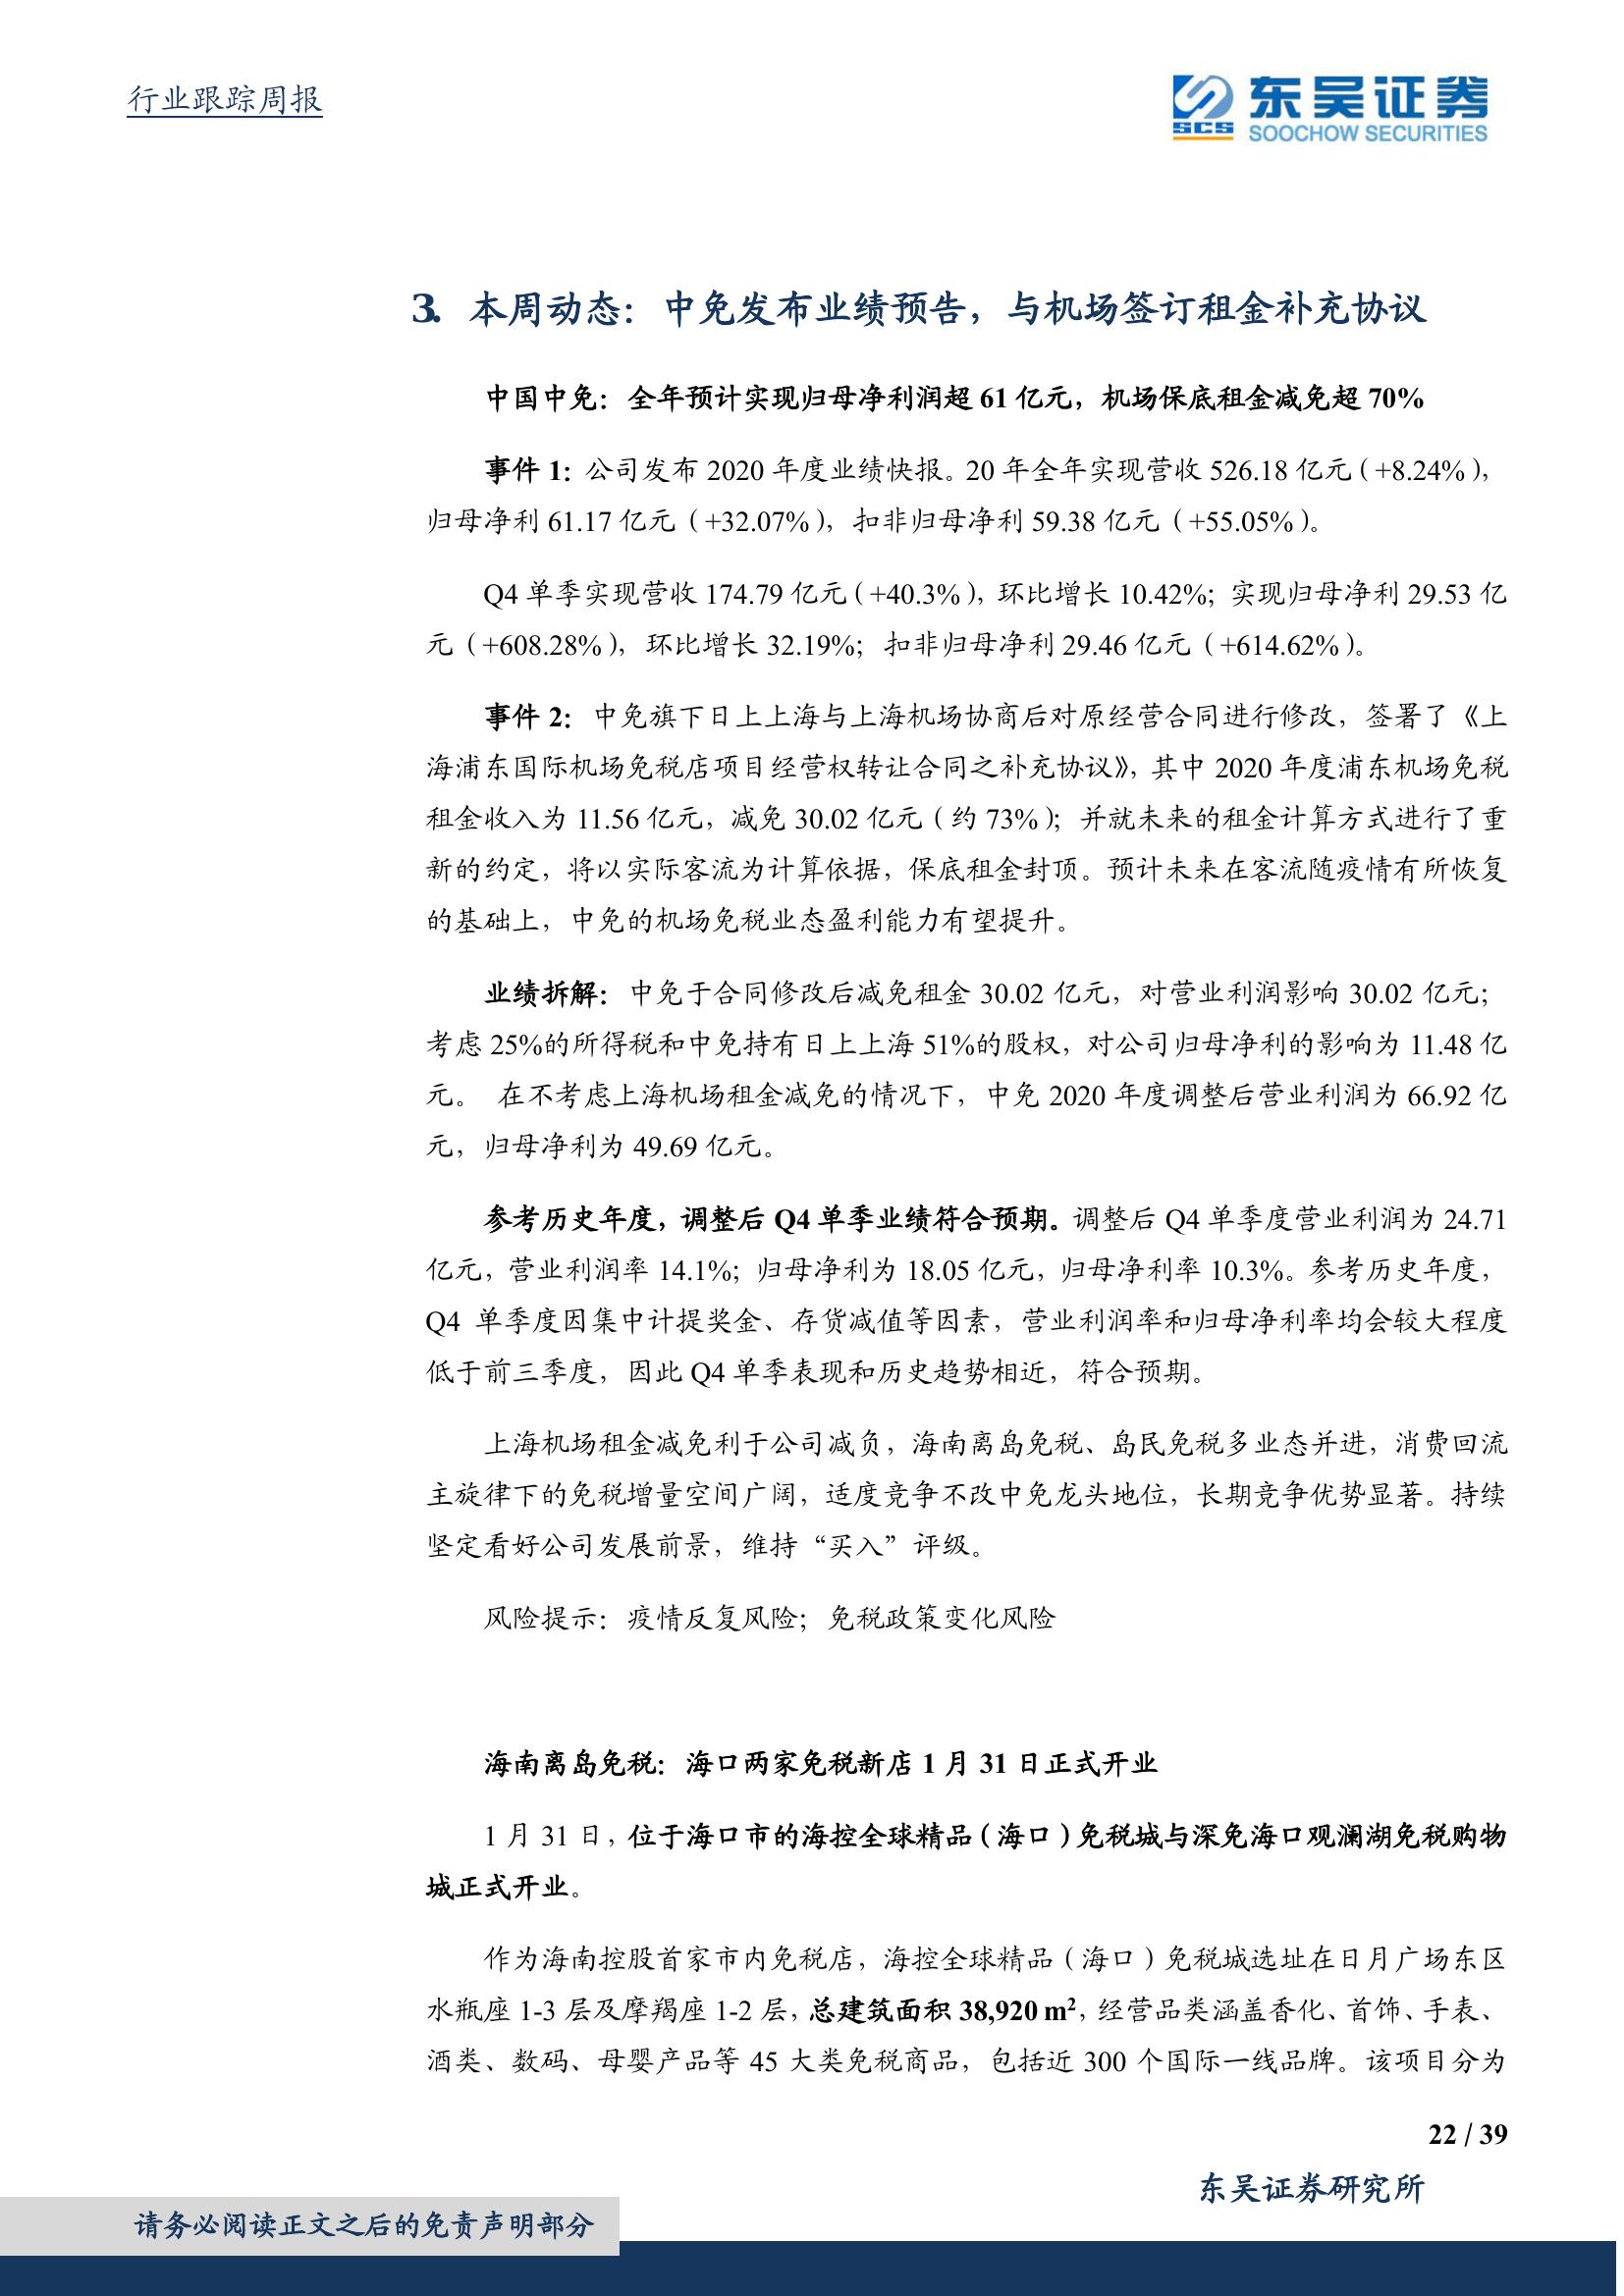 行业跟踪周报
SCS
东吴证券
SOOCHOW SECURITIES
3. 本周动态：中免发布业绩预告，与机场签订租金补充协议
中国中免：全年预计实现归母净利润超 61 亿元，机场保底租金减免超 70%
事件 1：公司发布 2020 年度业绩快报。20 年全年实现营收 526.18 亿元（+8.24%），
归母净利 61.17 亿元（+32.07%），扣非归母净利 59.38 亿元（+55.05%）。
Q4 单季实现营收 174.79 亿元（+40.3%），环比增长 10.42%；实现归母净利 29.53 亿
元（+608.28%），环比增长 32.19%；扣非归母净利 29.46 亿元（+614.62%）。
事件 2：中免旗下日上上海与上海机场协商后对原经营合同进行修改，签署了《上
海浦东国际机场免税店项目经营权转让合同之补充协议》，其中 2020 年度浦东机场免税
租金收入为 11.56 亿元，减免 30.02 亿元（约 73%）；并就未来的租金计算方式进行了重
新的约定，将以实际客流为计算依据，保底租金封顶。预计未来在客流随疫情有所恢复
的基础上，中免的机场免税业态盈利能力有望提升。
业绩拆解：中免于合同修改后减免租金 30.02 亿元，对营业利润影响 30.02 亿元；
考虑 25%的所得税和中免持有日上上海 51%的股权，对公司归母净利的影响为 11.48 亿
元。 在不考虑上海机场租金减免的情况下，中免 2020 年度调整后营业利润为 66.92 亿
元，归母净利为 49.69 亿元。
参考历史年度，调整后 Q4 单季业绩符合预期。调整后 Q4 单季度营业利润为 24.71
亿元，营业利润率 14.1%；归母净利为 18.05 亿元，归母净利率 10.3%。参考历史年度，
Q4 单季度因集中计提奖金、存货减值等因素，营业利润率和归母净利率均会较大程度
低于前三季度，因此 Q4 单季表现和历史趋势相近，符合预期。
上海机场租金减免利于公司减负，海南离岛免税、岛民免税多业态并进，消费回流
主旋律下的免税增量空间广阔，适度竞争不改中免龙头地位，长期竞争优势显著。持续
坚定看好公司发展前景，维持“买入”评级。
风险提示：疫情反复风险；免税政策变化风险
海南离岛免税：海口两家免税新店 1 月 31 日正式开业
1 月 31 日，位于海口市的海控全球精品（海口）免税城与深免海口观澜湖免税购物
城正式开业。
作为海南控股首家市内免税店，海控全球精品（海口）免税城选址在日月广场东区
水瓶座 1-3 层及摩羯座 1-2 层，总建筑面积 38,920 m²，经营品类涵盖香化、首饰、手表、
酒类、数码、母婴产品等 45 大类免税商品，包括近 300 个国际一线品牌。该项目分为
22 / 39
东吴证券研究所
请务必阅读正文之后的免责声明部分